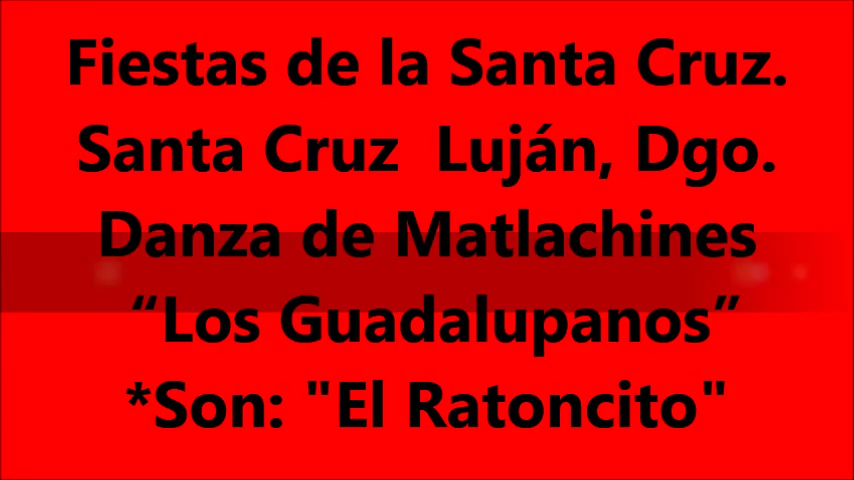 Fiestas de la Santa Cruz.
Santa Cruz  Luján, Dgo.
Danza de Matlachines
“Los Guadalupanos”
*Son: "El Ratoncito"